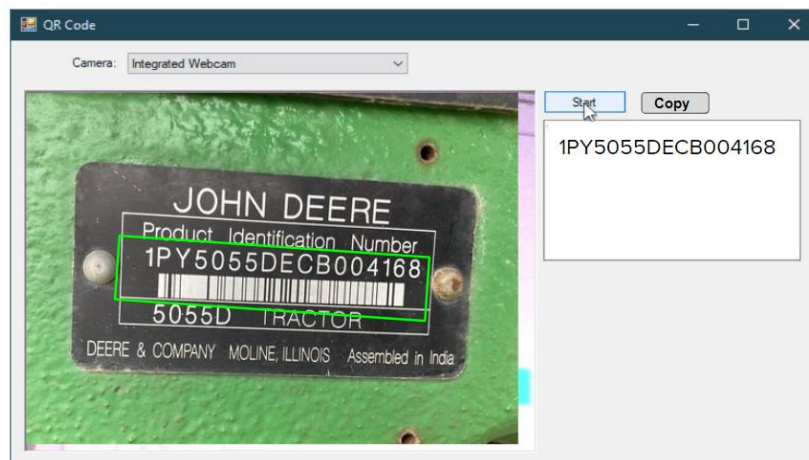 QR Code
Camera: Integrated Webcam
Start Copy
1PY5055DECB004168
JOHN DEERE
Product Identification Number
1PY5055DECB004168
5055D TRACTOR
DEERE & COMPANY MOLINE, ILLINOIS Assembled in India